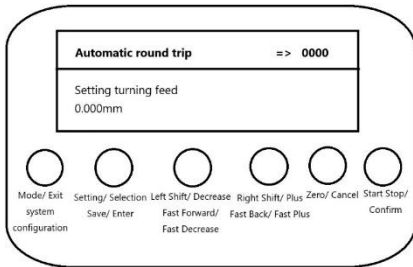 Automatic round trip => 0000
Setting turning feed
0.000mm
Mode/ Exit
system
configuration
Setting/ Selection
Save/ Enter
Left Shift/ Decrease
Fast Forward/
Fast Decrease
Right Shift/ Plus
Fast Back/ Fast Plus
Zero/ Cancel
Start Stop/
Confirm